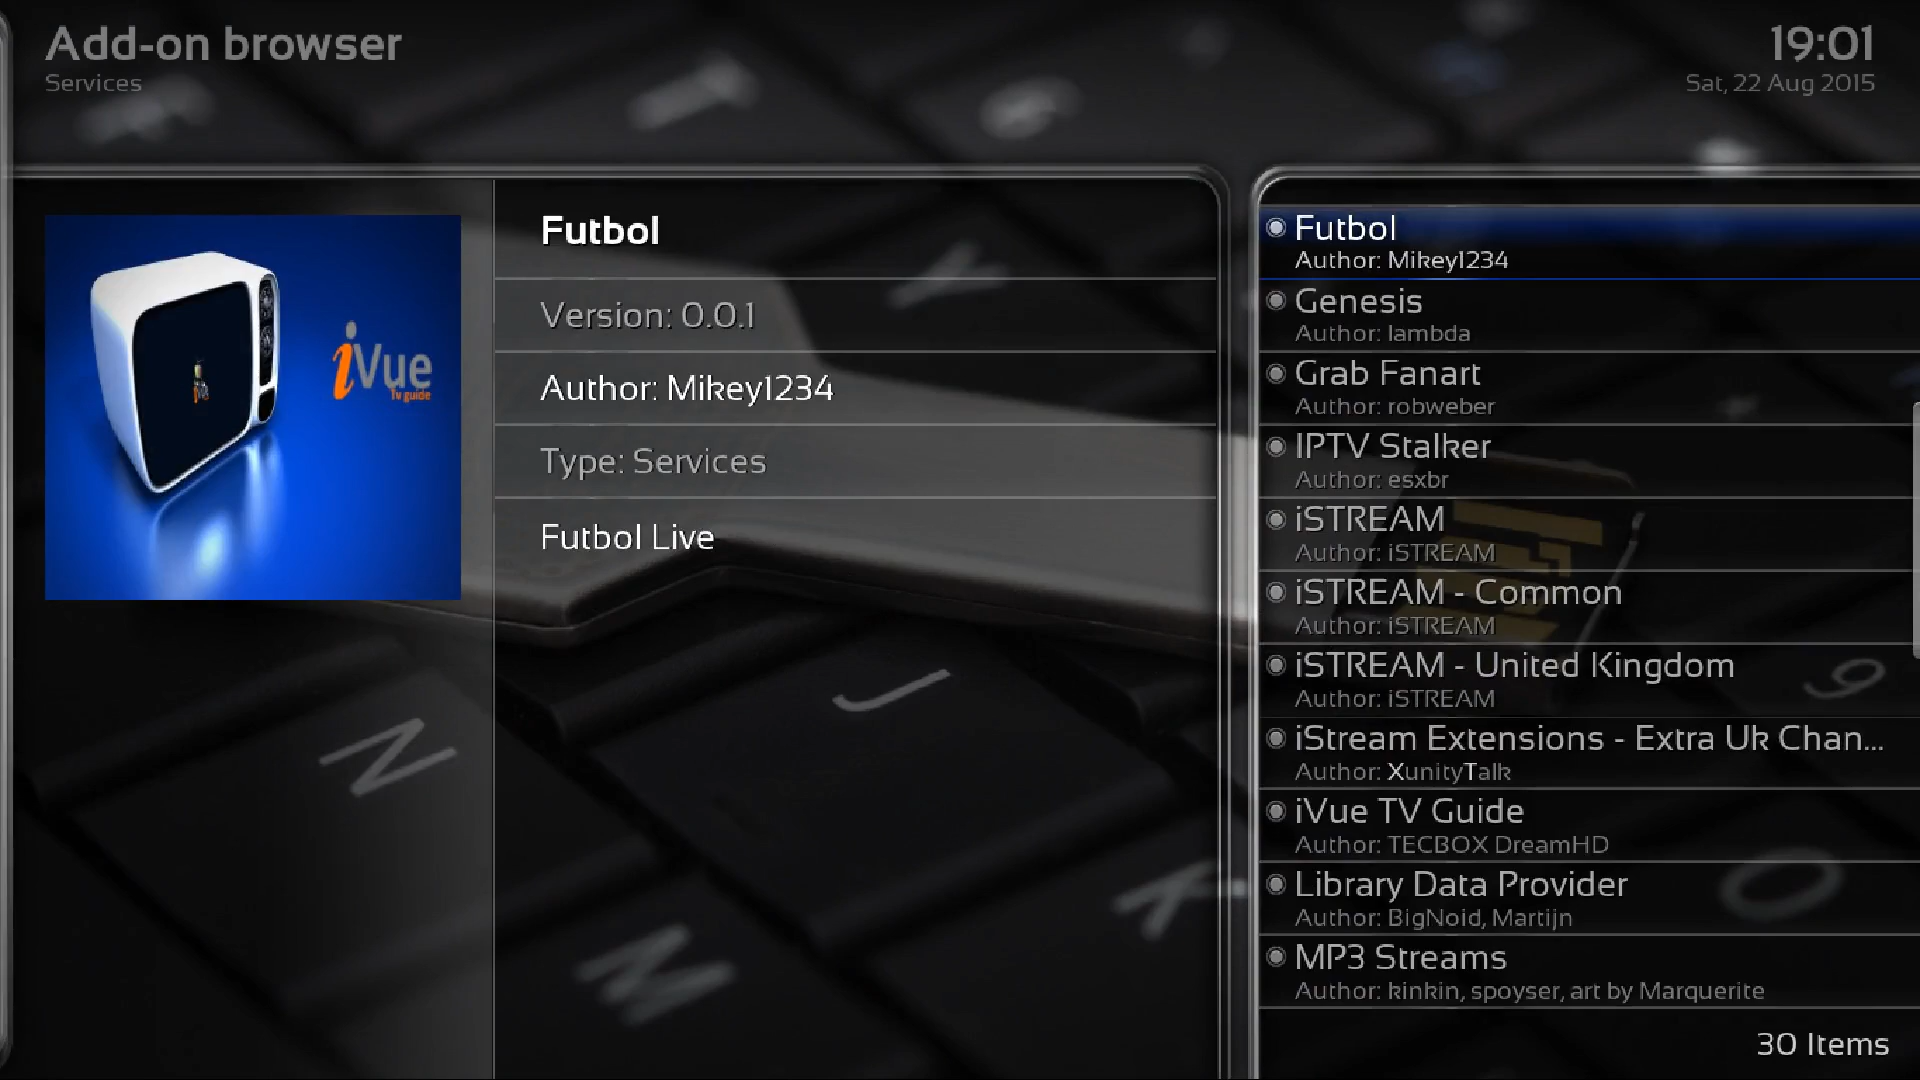 Add-on browser
Services
19:01
Sat, 22 Aug 2015
iVue
Tv guide
Futbol
Version: 0.0.1
Author: Mikey1234
Type: Services
Futbol Live
Futbol
Author: Mikey1234
Genesis
Author: lambda
Grab Fanart
Author: robweber
IPTV Stalker
Author: esxbr
iSTREAM
Author: iSTREAM
iSTREAM - Common
Author: iSTREAM
iSTREAM - United Kingdom
Author: iSTREAM
iStream Extensions - Extra Uk Chan...
Author: XunityTalk
iVue TV Guide
Author: TECBOX DreamHD
Library Data Provider
Author: BigNoid, Martijn
MP3 Streams
Author: kinkin, spoyser, art by Marquerite
30 Items
Y
J
N
9
K
O
M